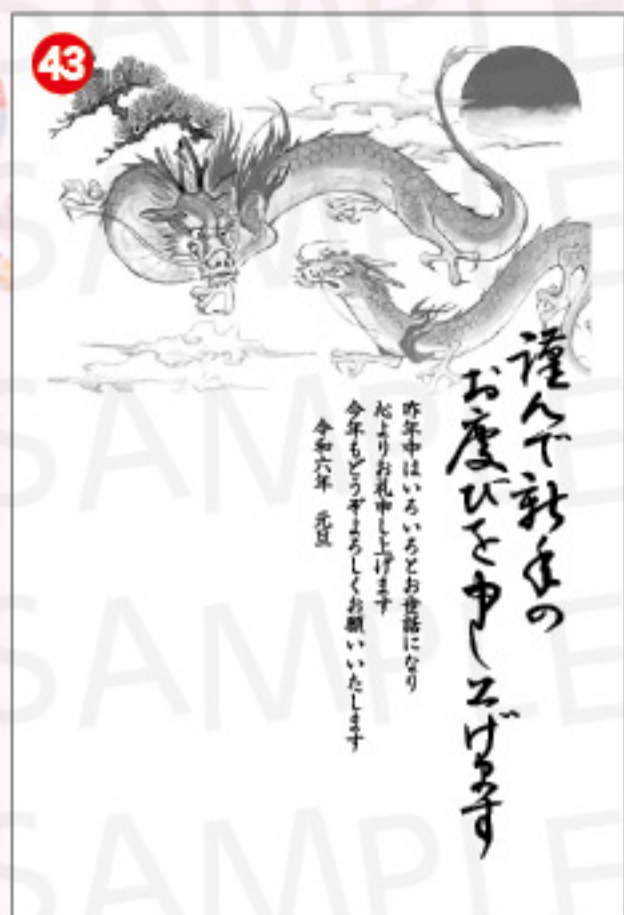 43
謹んで新年の
お慶びを申し上げます
昨年中はいろいろとお世話になり
心よりお礼申し上げます
今年もどうぞよろしくお願いいたします
令和六年 元旦
SAMPLE
SAMPLE
SAMPLE
SAMPLE